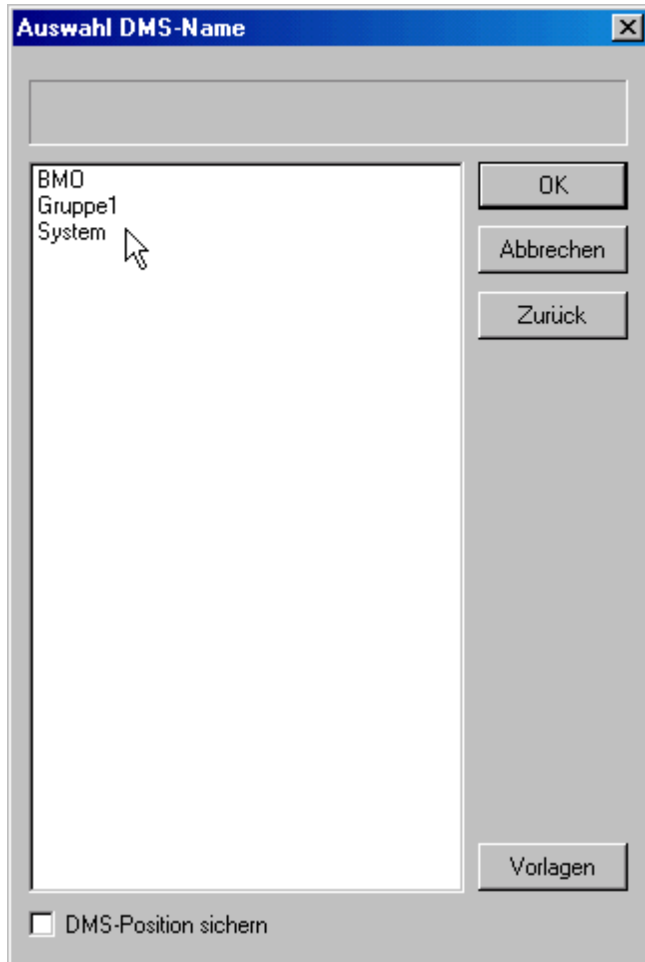 Auswahl DMS-Name
BMO
Gruppe1
System
OK
Abbrechen
Zurück
Vorlagen
DMS-Position sichern